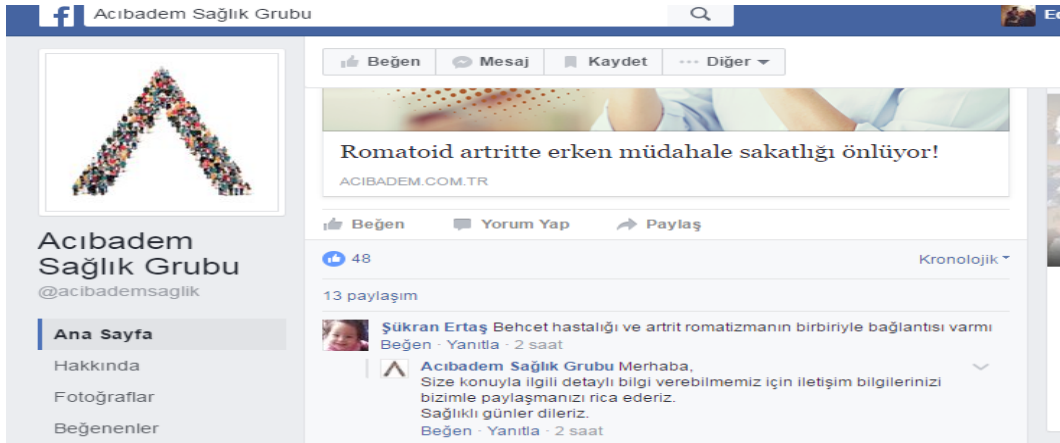 Acıbadem Sağlık Grubu
Beğen Mesaj Kaydet Diğer
Romatoid artritte erken müdahale sakatlığı önlüyor!
ACIBADEM.COM.TR
Beğen Yorum Yap Paylaş
48 Kronolojik
13 paylaşım
Şükran Ertaş Behcet hastalığı ve artrit romatizmanın birbiriyle bağlantısı varmı
Beğen · Yanıtla · 2 saat
Acıbadem Sağlık Grubu Merhaba,
Size konuyla ilgili detaylı bilgi verebilmemiz için iletişim bilgilerinizi
bizimle paylaşmanızı rica ederiz.
Sağlıklı günler dileriz.
Beğen · Yanıtla · 2 saat
Acıbadem
Sağlık Grubu
@acibademsaglik
Ana Sayfa
Hakkında
Fotoğraflar
Beğenenler